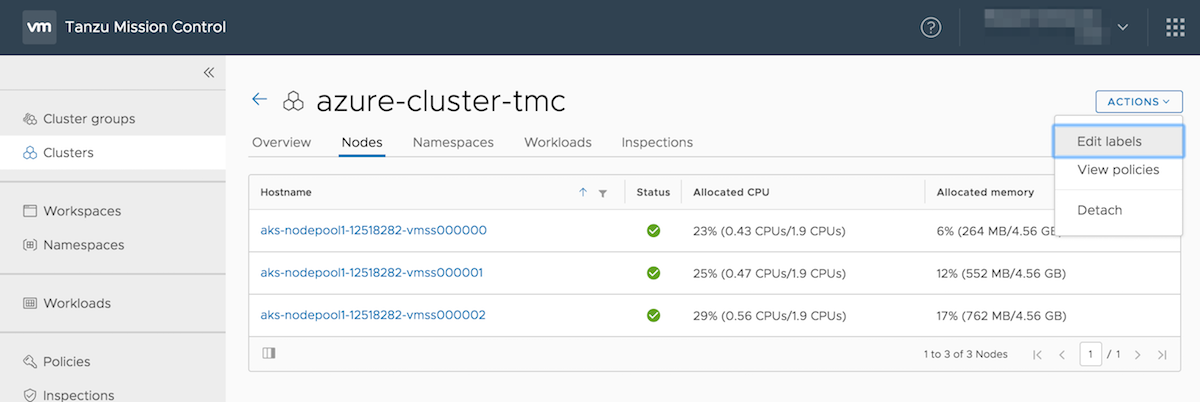 vm Tanzu Mission Control ?
Cluster groups
Clusters
Workspaces
Namespaces
Workloads
Policies
Inspections
azure-cluster-tmc
ACTIONS
Edit labels
View policies
Detach
Overview Nodes Namespaces Workloads Inspections
Hostname Status Allocated CPU Allocated memory
aks-nodepool1-12518282-vmss000000 23% (0.43 CPUs/1.9 CPUs) 6% (264 MB/4.56
aks-nodepool1-12518282-vmss000001 25% (0.47 CPUs/1.9 CPUs) 12% (552 MB/4.56 GB)
aks-nodepool1-12518282-vmss000002 29% (0.56 CPUs/1.9 CPUs) 17% (762 MB/4.56 GB)
1 to 3 of 3 Nodes 1 / 1